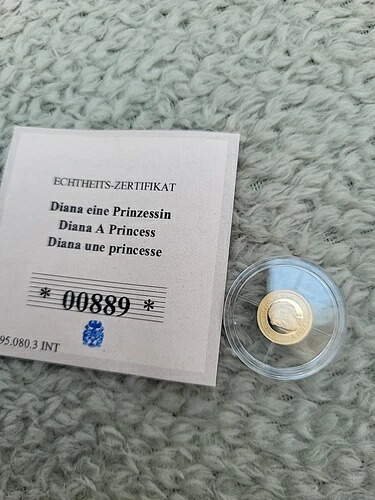 ECHTHEITS-ZERTIFIKAT
Diana eine Prinzessin
Diana A Princess
Diana une princesse
* 00889 *
95.080.3 INT